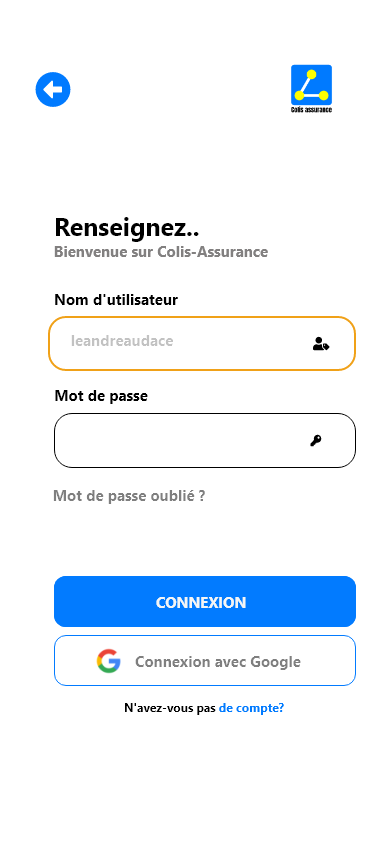 Colis assurance
Renseignez..
Bienvenue sur Colis-Assurance
Nom d'utilisateur
leandreaudace
Mot de passe
Mot de passe oublié ?
CONNEXION
Connexion avec Google
N'avez-vous pas de compte?